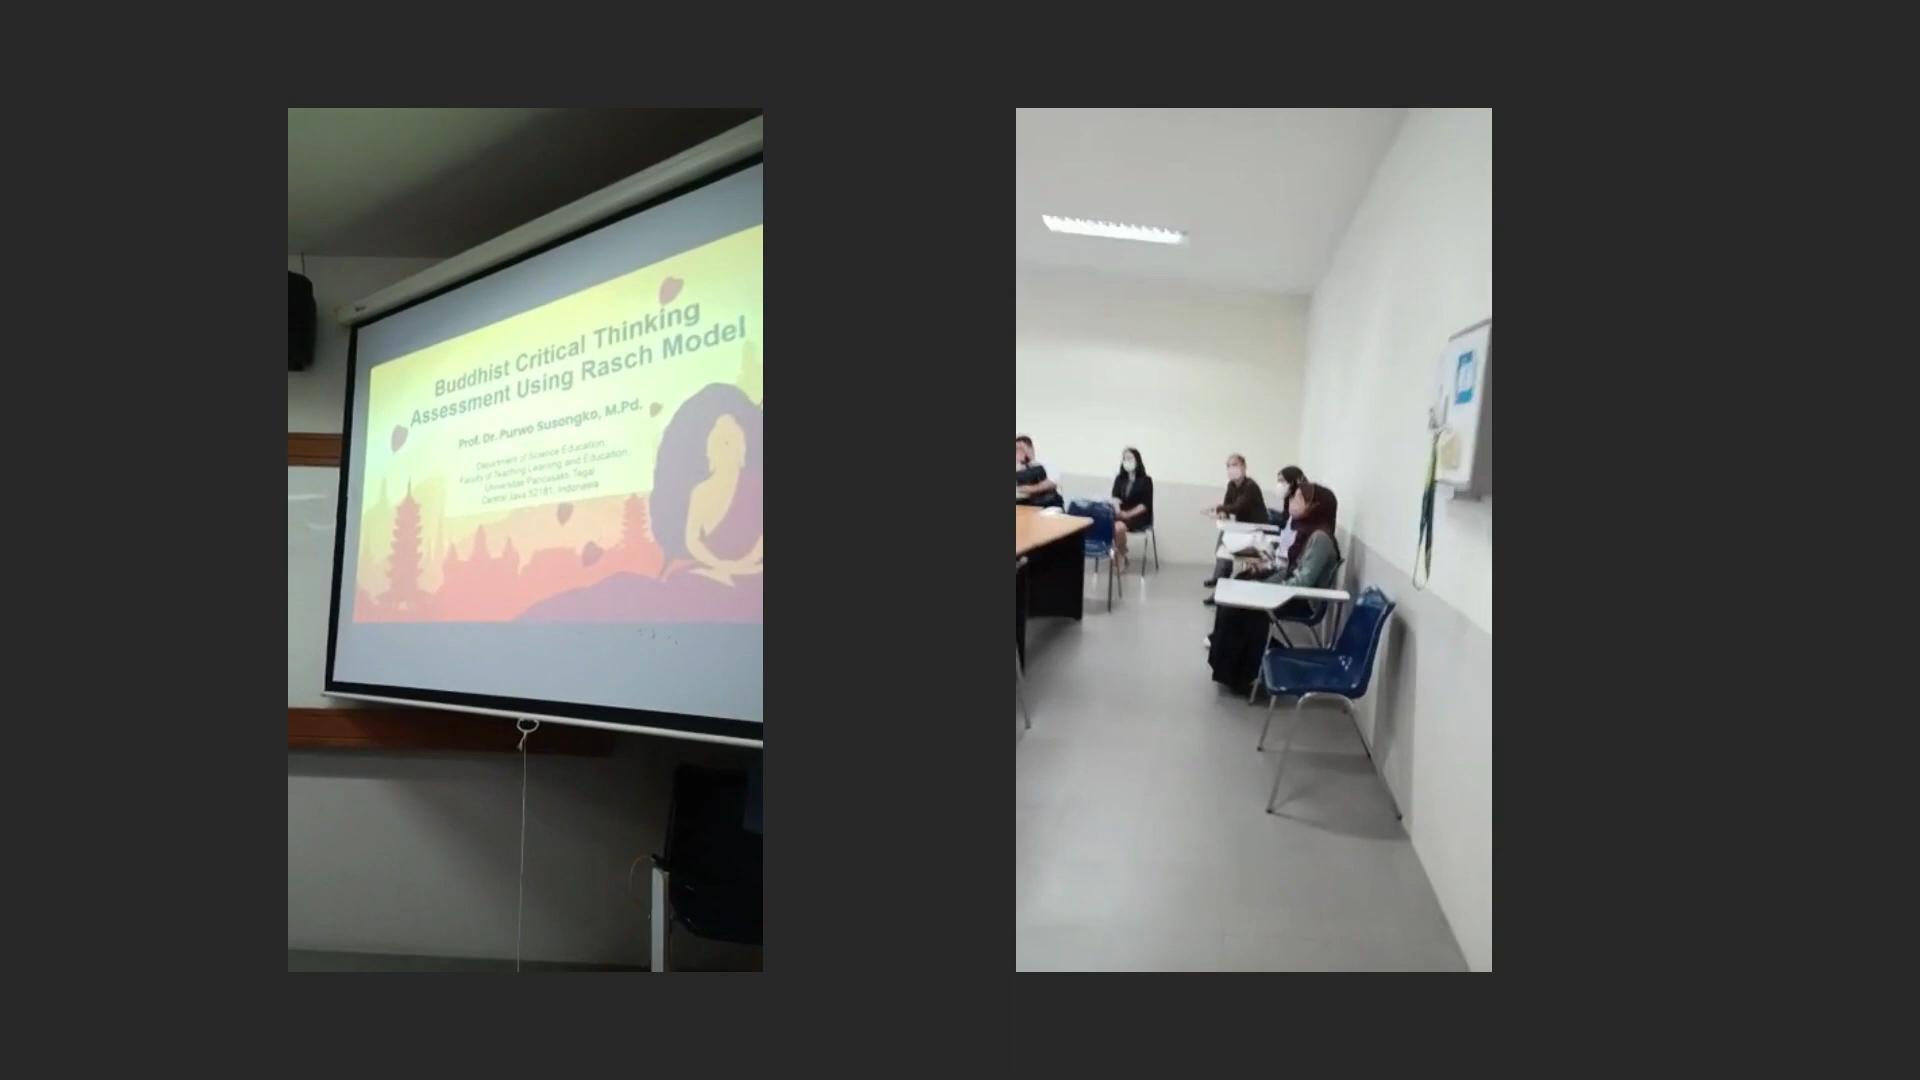 Buddhist Critical Thinking
Assessment Using Rasch Model
Prof. Dr. Purwo Susongko, M.Pd.
Department of Science Education,
Faculty of Teaching Learning and Education,
Universitas Pancasakti Tegal
Central Java 52181, Indonesia